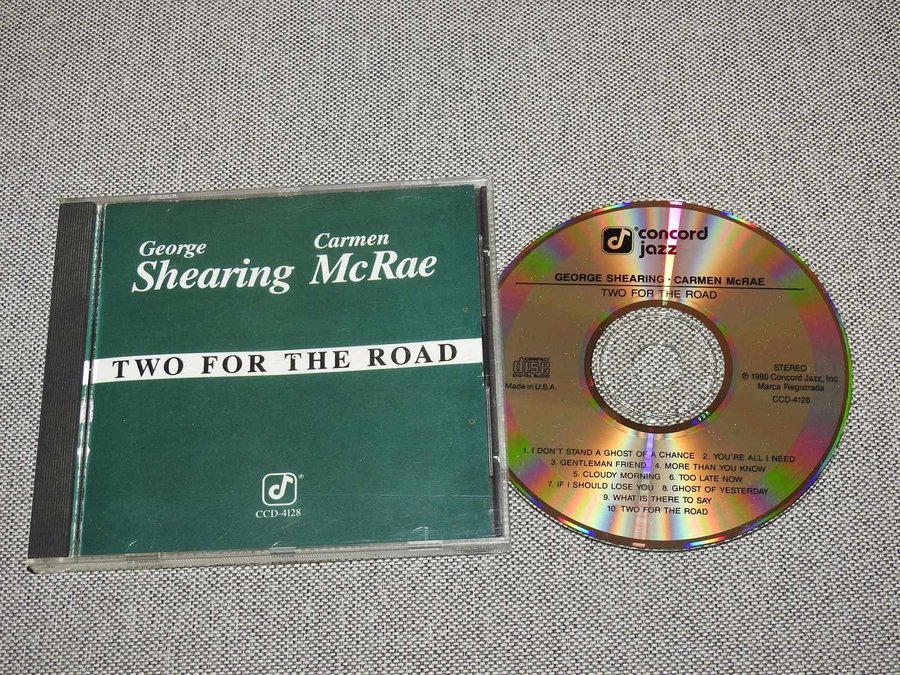 George Carmen
Shearing McRae
TWO FOR THE ROAD
®
CCD-4128
®concord
jazz
GEORGE SHEARING · CARMEN McRAE
TWO FOR THE ROAD
COMPACT
disc
DIGITAL AUDIO
Made in U.S.A.
STEREO
℗ 1980 Concord Jazz, Inc.
Marca Registrada
CCD-4128
1. I DON'T STAND A GHOST OF A CHANCE 2. YOU'RE ALL I NEED
3. GENTLEMAN FRIEND 4. MORE THAN YOU KNOW
5. CLOUDY MORNING 6. TOO LATE NOW
7. IF I SHOULD LOSE YOU 8. GHOST OF YESTERDAY
9. WHAT IS THERE TO SAY
10. TWO FOR THE ROAD